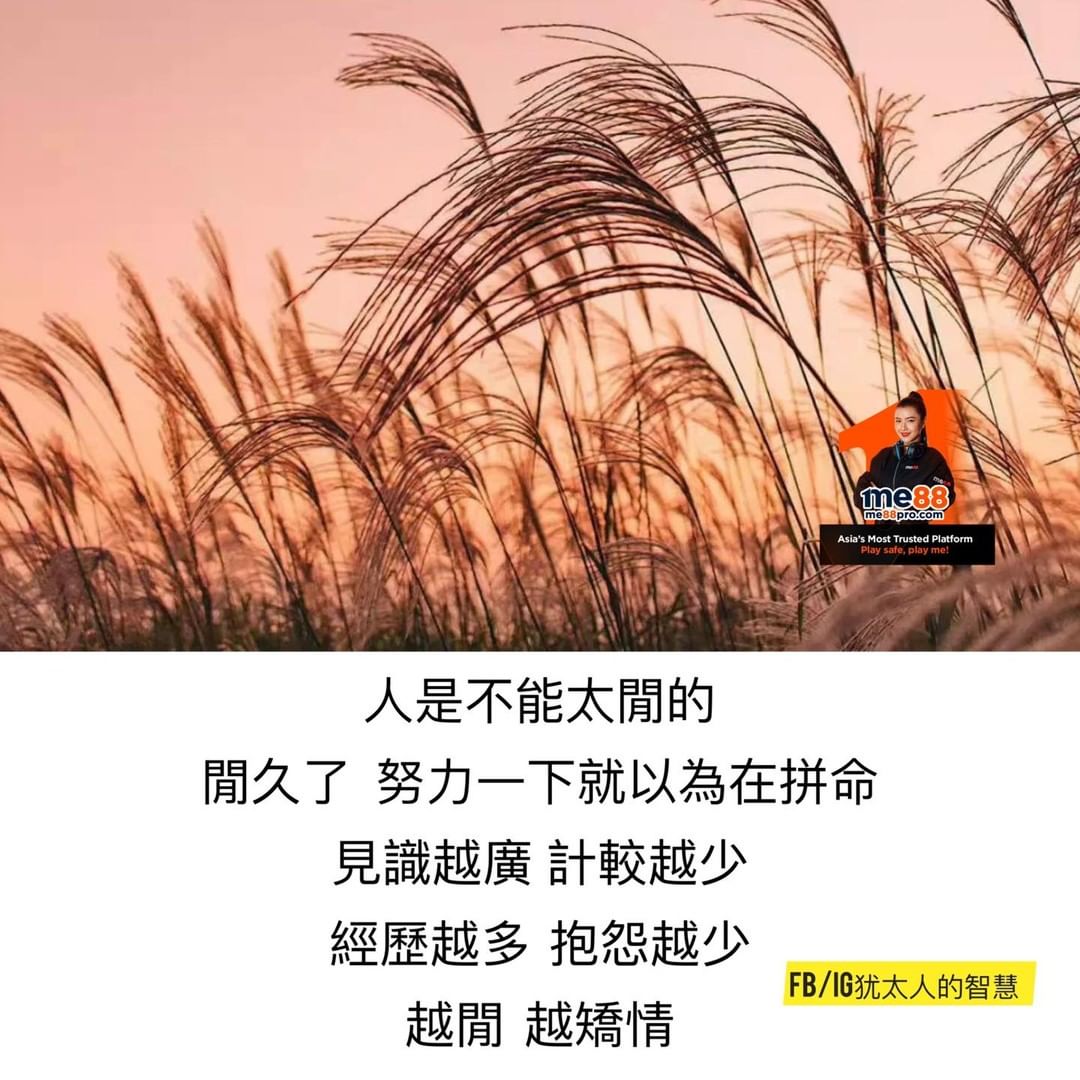 me88
me88
1me88
me88pro.com
Asia's Most Trusted Platform
Play safe, play me!
人是不能太閒的
閒久了 努力一下就以為在拼命
見識越廣 計較越少
經歷越多 抱怨越少
FB/IG犹太人的智慧
越閒 越矯情